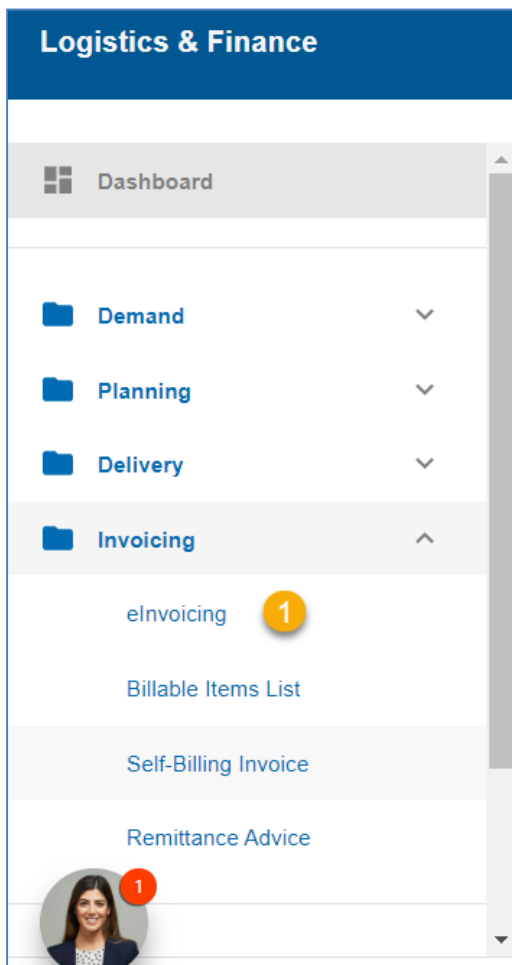 Logistics & Finance
Dashboard
Demand
Planning
Delivery
Invoicing
eInvoicing 1
Billable Items List
Self-Billing Invoice
Remittance Advice
1